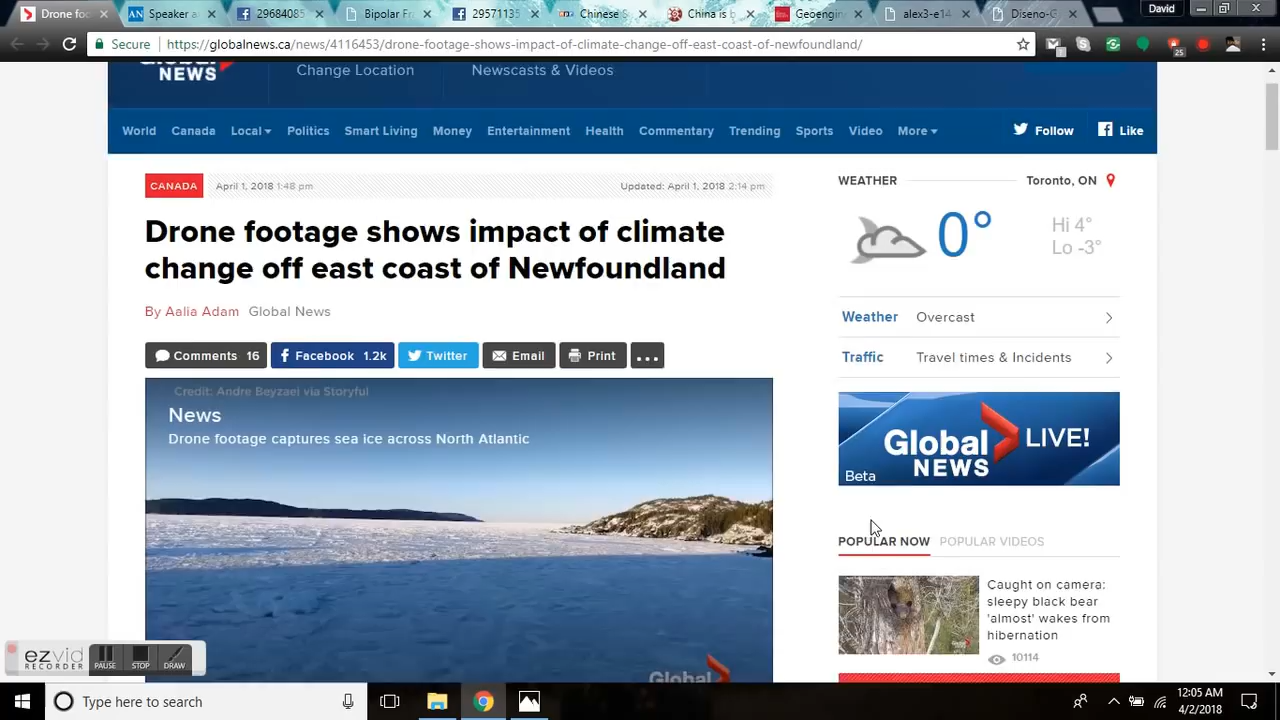 Drone fo
Speaker a
29684085
Bipolar Fr
29571139
Chinese S
China is E
Geoengin
alex3-e14
Diseno-G
David
Secure
https://globalnews.ca/news/4116453/drone-footage-shows-impact-of-climate-change-off-east-coast-of-newfoundland/
1
25
Global
NEWS
Change Location
Newscasts & Videos
World
Canada
Local
Politics
Smart Living
Money
Entertainment
Health
Commentary
Trending
Sports
Video
More
Follow
Like
CANADA
April 1, 2018 1:48 pm
Updated: April 1, 2018 2:14 pm
Drone footage shows impact of climate
change off east coast of Newfoundland
By Aalia Adam Global News
Comments 16
Facebook 1.2k
Twitter
Email
Print
...
Credit: Andre Beyzaei via Storyful
News
Drone footage captures sea ice across North Atlantic
WEATHER
Toronto, ON
0°
Hi 4°
Lo -3°
Weather Overcast
Traffic Travel times & Incidents
Global
NEWS
LIVE!
Beta
POPULAR NOW
POPULAR VIDEOS
Caught on camera:
sleepy black bear
'almost' wakes from
hibernation
10114
ezvid
RECORDER
PAUSE
STOP
DRAW
Type here to search
12:05 AM
4/2/2018